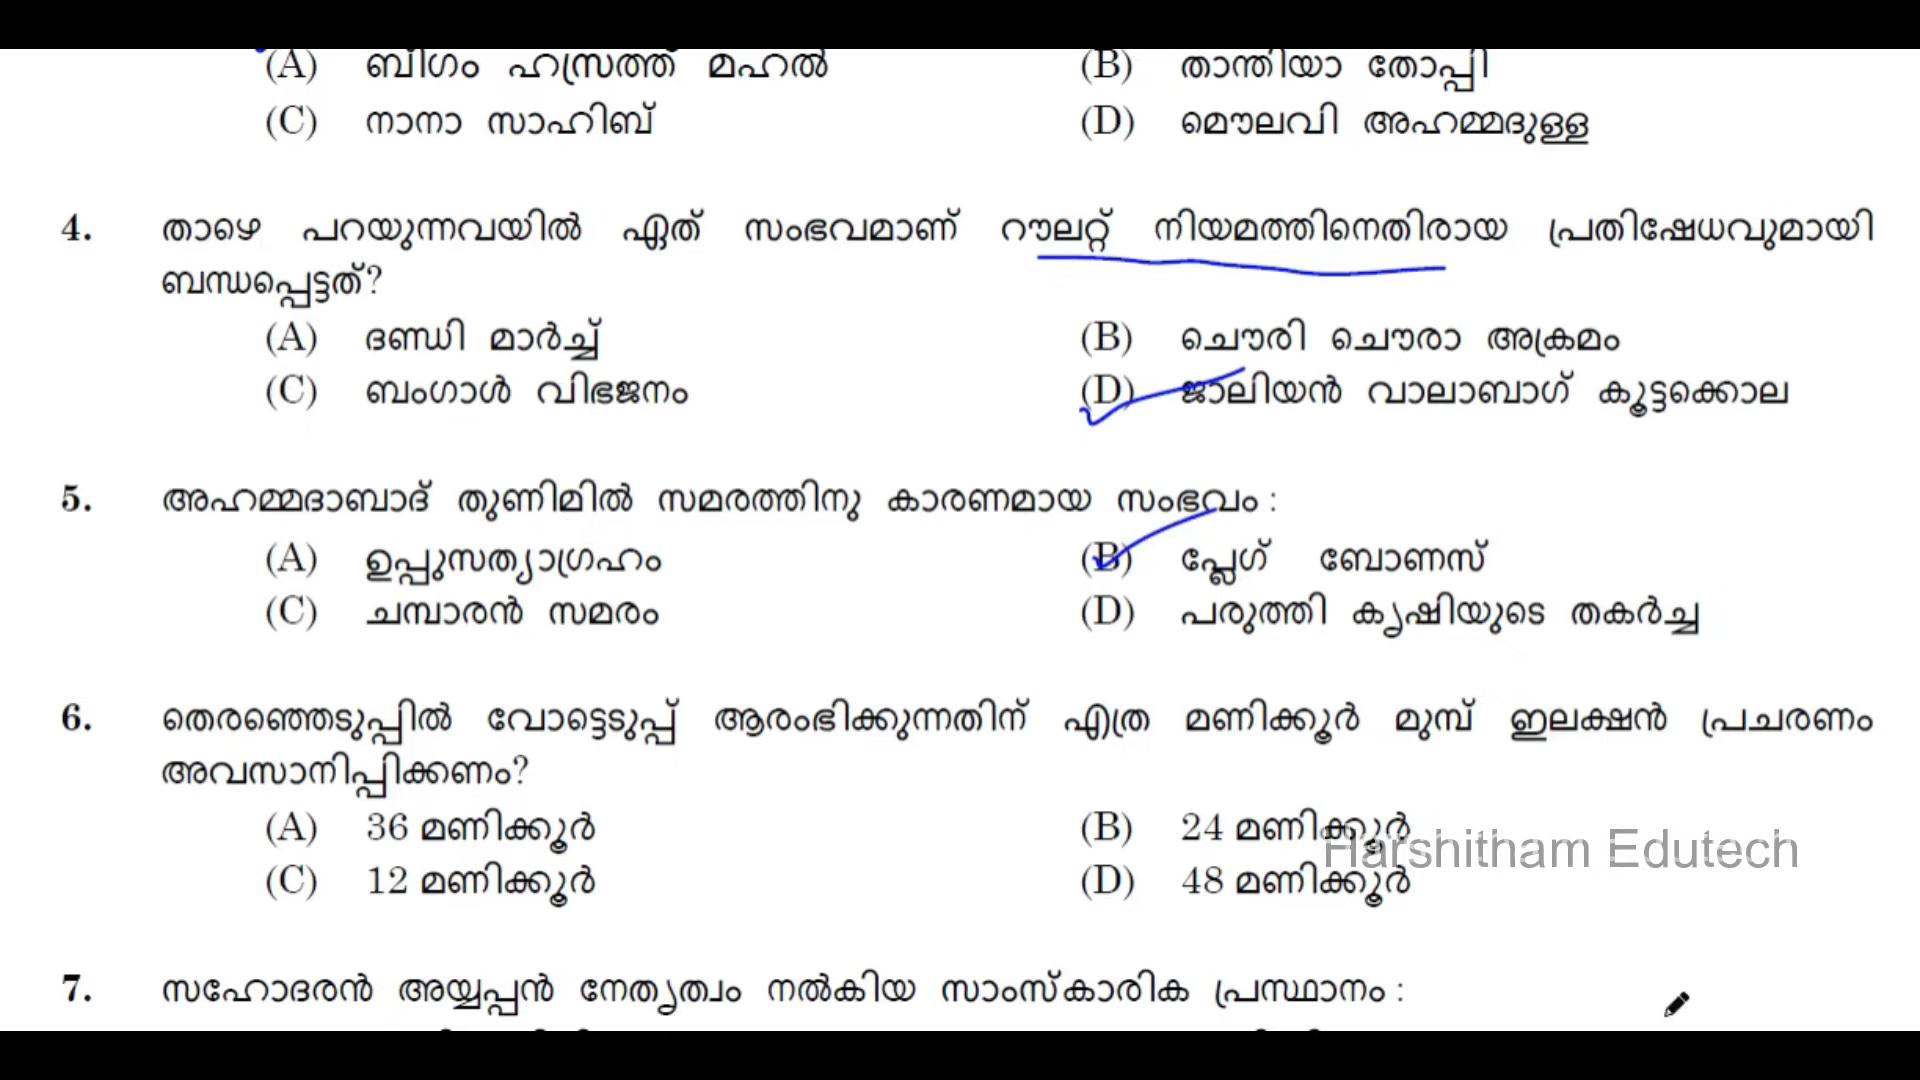 (A) ബീഗം ഹസ്രത്ത് മഹൽ (B) താന്തിയാ തോപ്പി
(C) നാനാ സാഹിബ് (D) മൌലവി അഹമ്മദുള്ള
4. താഴെ പറയുന്നവയിൽ ഏത് സംഭവമാണ് റൗലറ്റ് നിയമത്തിനെതിരായ പ്രതിഷേധവുമായി
ബന്ധപ്പെട്ടത്?
(A) ദണ്ഡി മാർച്ച് (B) ചൌരി ചൌരാ അക്രമം
(C) ബംഗാൾ വിഭജനം (D) ജാലിയൻ വാലാബാഗ് കൂട്ടക്കൊല
5. അഹമ്മദാബാദ് തുണിമിൽ സമരത്തിനു കാരണമായ സംഭവം :
(A) ഉപ്പുസത്യാഗ്രഹം (B) പ്ലേഗ് ബോണസ്
(C) ചമ്പാരൻ സമരം (D) പരുത്തി കൃഷിയുടെ തകർച്ച
6. തെരഞ്ഞെടുപ്പിൽ വോട്ടെടുപ്പ് ആരംഭിക്കുന്നതിന് എത്ര മണിക്കൂർ മുമ്പ് ഇലക്ഷൻ പ്രചരണം
അവസാനിപ്പിക്കണം?
(A) 36 മണിക്കൂർ (B) 24 മണിക്കൂർ
Harshitham Edutech
(C) 12 മണിക്കൂർ (D) 48 മണിക്കൂർ
7. സഹോദരൻ അയ്യപ്പൻ നേതൃത്വം നൽകിയ സാംസ്കാരിക പ്രസ്ഥാനം :